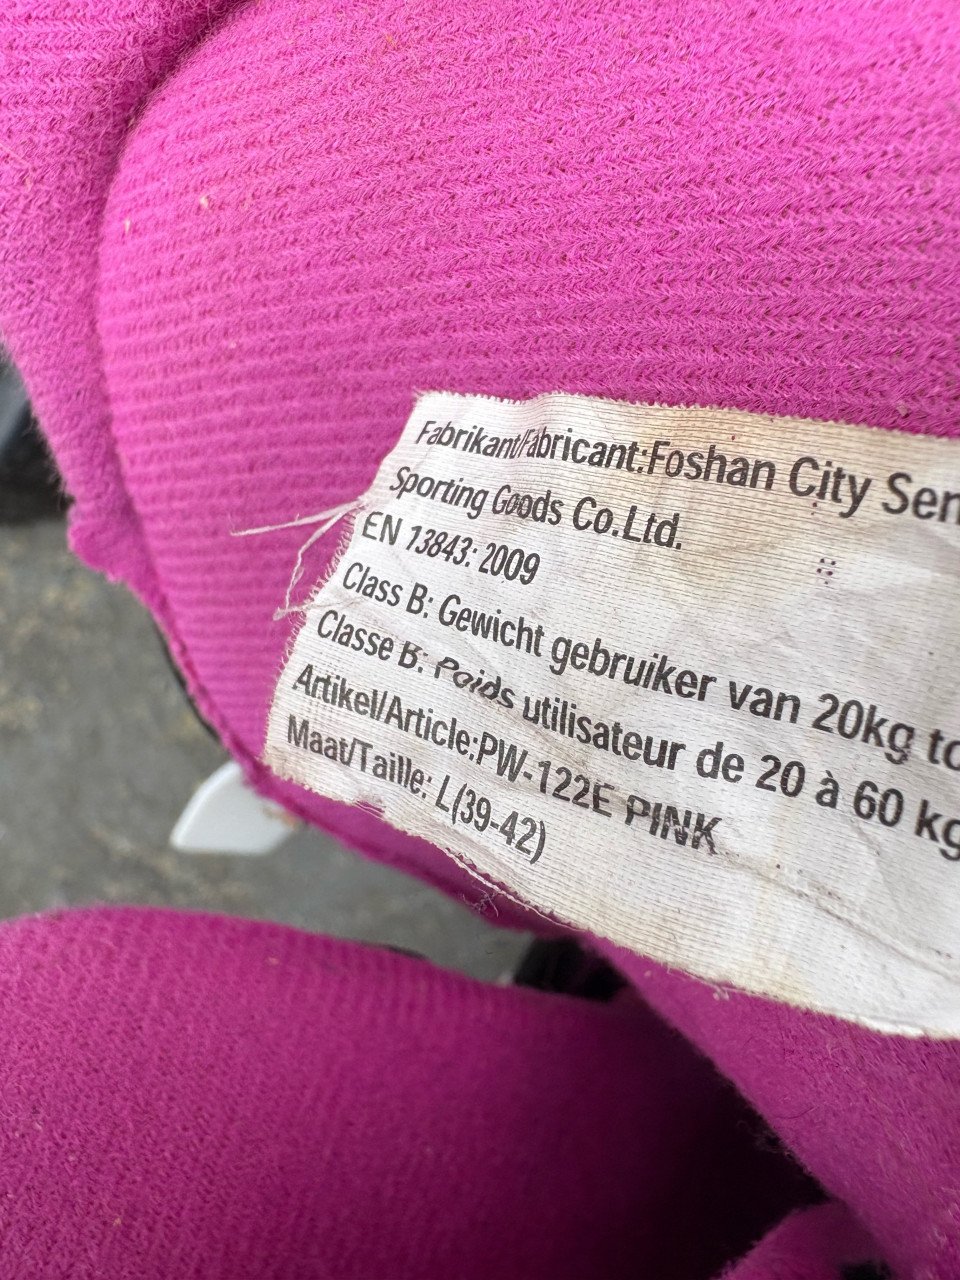 Fabrikant/Fabricant:Foshan City Sen
Sporting Goods Co.Ltd.
EN 13843: 2009
Class B: Gewicht gebruiker van 20kg to
Classe B: Poids utilisateur de 20 à 60 kg
Artikel/Article:PW-122E PINK
Maat/Taille: L(39-42)